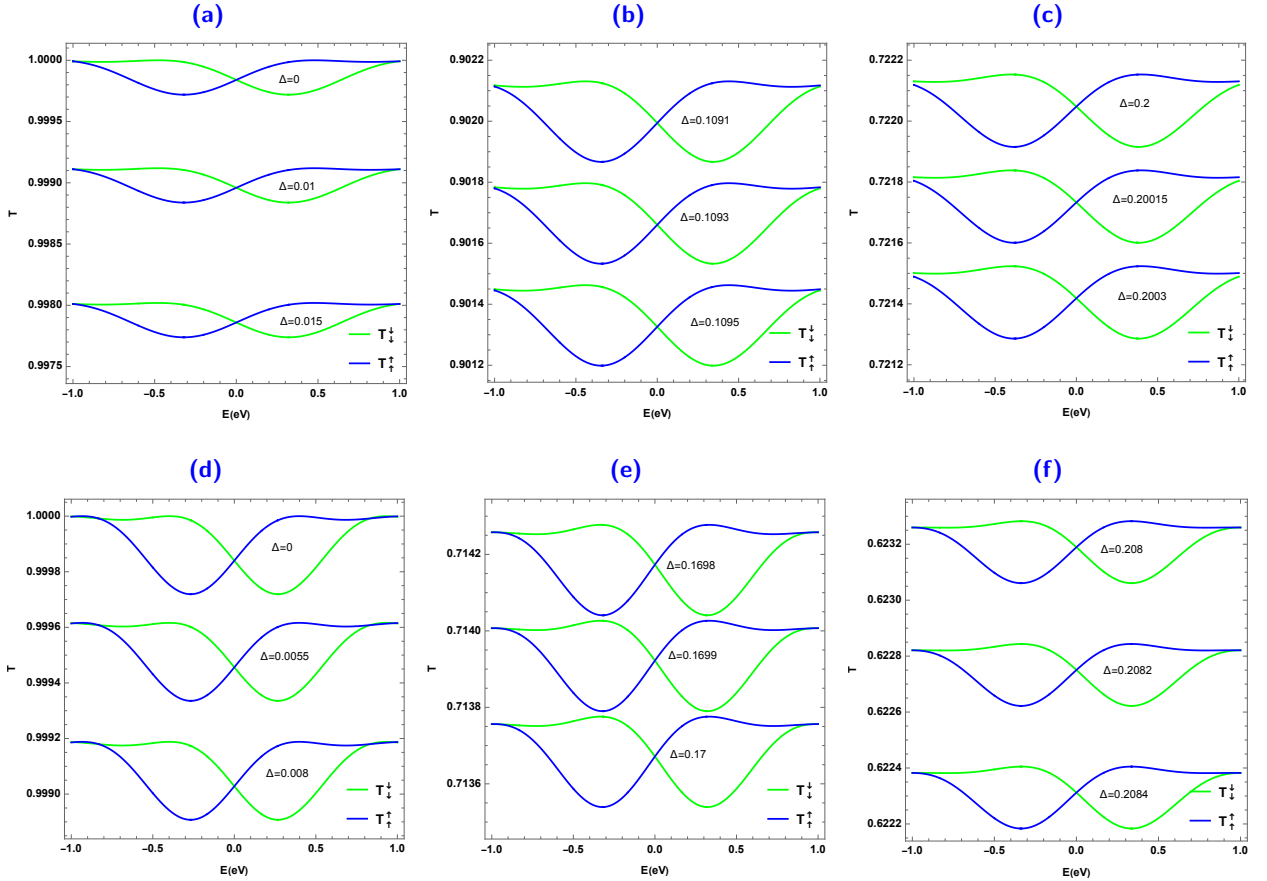 (a)
1.0000
0.9995
0.9990
0.9985
0.9980
0.9975
T
Δ=0
Δ=0.01
Δ=0.015
T↓↓
T↑↑
-1.0 -0.5 0.0 0.5 1.0
E(eV)
(b)
0.9022
0.9020
0.9018
0.9016
0.9014
0.9012
T
Δ=0.1091
Δ=0.1093
Δ=0.1095
T↓↓
T↑↑
-1.0 -0.5 0.0 0.5 1.0
E(eV)
(c)
0.7222
0.7220
0.7218
0.7216
0.7214
0.7212
T
Δ=0.2
Δ=0.20015
Δ=0.2003
T↓↓
T↑↑
-1.0 -0.5 0.0 0.5 1.0
E(eV)
(d)
1.0000
0.9998
0.9996
0.9994
0.9992
0.9990
T
Δ=0
Δ=0.0055
Δ=0.008
T↓↓
T↑↑
-1.0 -0.5 0.0 0.5 1.0
E(eV)
(e)
0.7142
0.7140
0.7138
0.7136
T
Δ=0.1698
Δ=0.1699
Δ=0.17
T↓↓
T↑↑
-1.0 -0.5 0.0 0.5 1.0
E(eV)
(f)
0.6232
0.6230
0.6228
0.6226
0.6224
0.6222
T
Δ=0.208
Δ=0.2082
Δ=0.2084
T↓↓
T↑↑
-1.0 -0.5 0.0 0.5 1.0
E(eV)